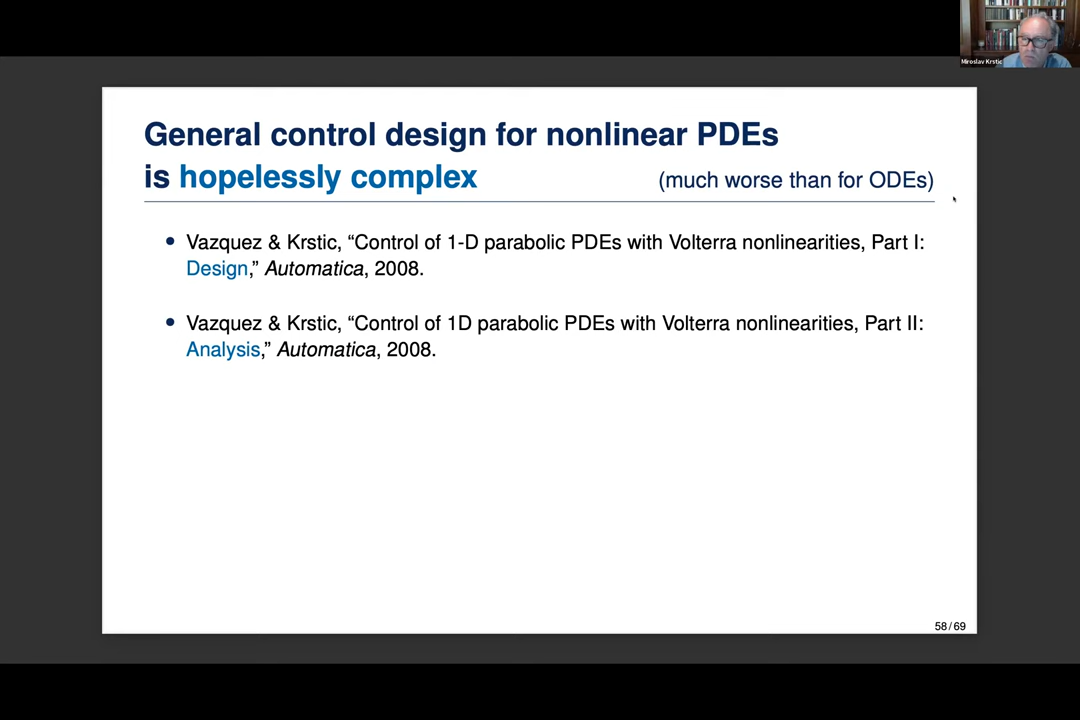 Miroslav Krstic
General control design for nonlinear PDEs
is hopelessly complex (much worse than for ODEs)
• Vazquez & Krstic, “Control of 1-D parabolic PDEs with Volterra nonlinearities, Part I:
Design,” Automatica, 2008.
• Vazquez & Krstic, “Control of 1D parabolic PDEs with Volterra nonlinearities, Part II:
Analysis,” Automatica, 2008.
58/69